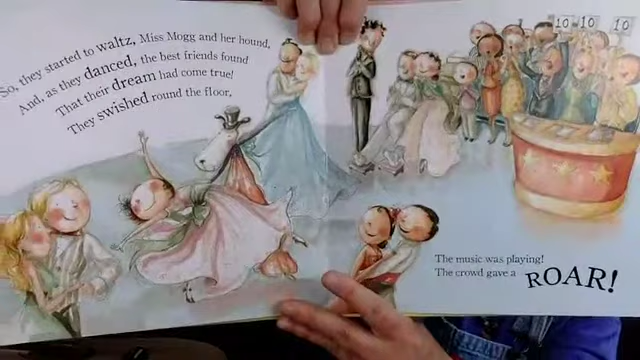 So, they started to waltz, Miss Mogg and her hound,
And, as they danced, the best friends found
That their dream had come true!
They swished round the floor,
10 10 10
The music was playing!
The crowd gave a ROAR!